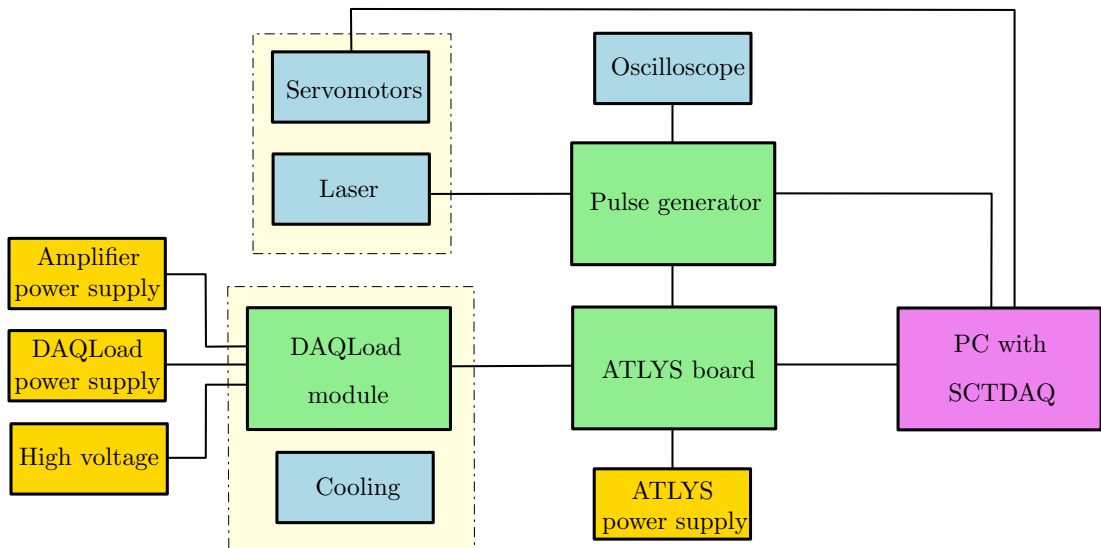 Servomotors
Oscilloscope
Laser
Pulse generator
Amplifier
power supply
DAQLoad
power supply
High voltage
DAQLoad
module
ATLYS board
PC with
SCTDAQ
Cooling
ATLYS
power supply